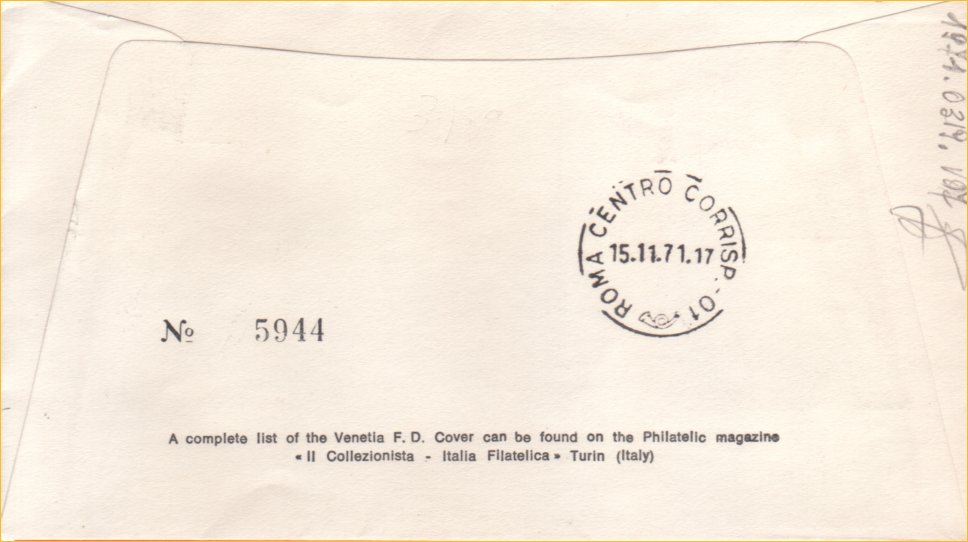 ROMA CENTRO CORRISP. 01
15.11.71.17
№ 5944
A complete list of the Venetia F. D. Cover can be found on the Philatelic magazine
« Il Collezionista - Italia Filatelica » Turin (Italy)